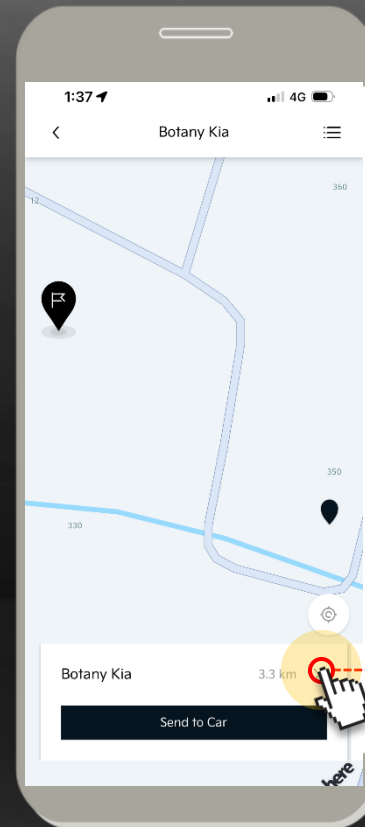 1:37
4G
Botany Kia
360
12
350
330
Botany Kia
3.3 km
Send to Car
here